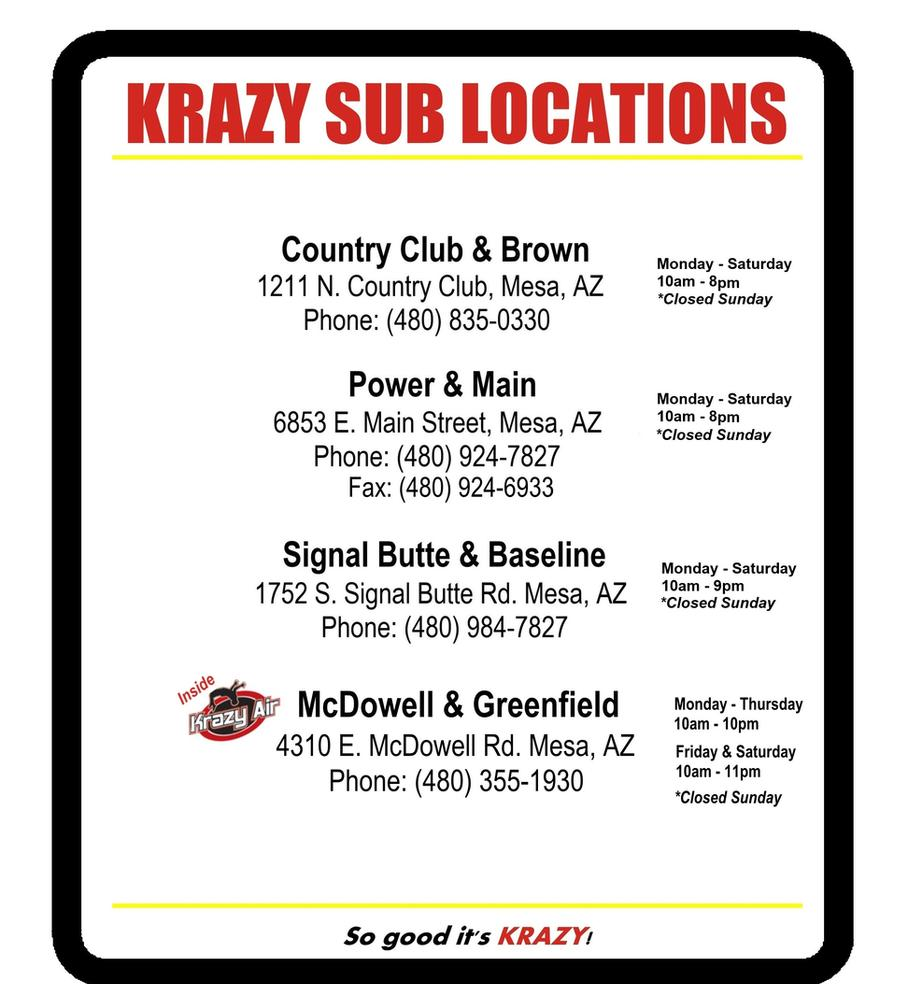 KRAZY SUB LOCATIONS
Country Club & Brown
1211 N. Country Club, Mesa, AZ
Phone: (480) 835-0330
Monday - Saturday
10am - 8pm
*Closed Sunday
Power & Main
6853 E. Main Street, Mesa, AZ
Phone: (480) 924-7827
Fax: (480) 924-6933
Monday - Saturday
10am - 8pm
*Closed Sunday
Signal Butte & Baseline
1752 S. Signal Butte Rd. Mesa, AZ
Phone: (480) 984-7827
Monday - Saturday
10am - 9pm
*Closed Sunday
Inside
Krazy Air
McDowell & Greenfield
4310 E. McDowell Rd. Mesa, AZ
Phone: (480) 355-1930
Monday - Thursday
10am - 10pm
Friday & Saturday
10am - 11pm
*Closed Sunday
So good it's KRAZY!